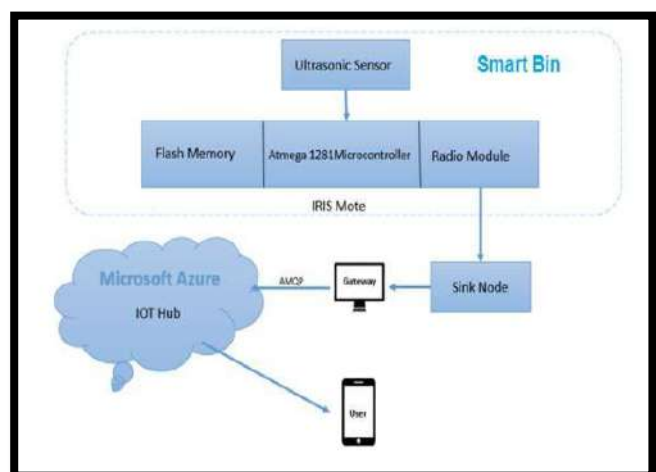 Ultrasonic Sensor
Smart Bin
Flash Memory
Atmega 1281Microcontroller
Radio Module
IRIS Mote
Microsoft Azure
IOT Hub
AMQP
Gateway
Sink Node
User